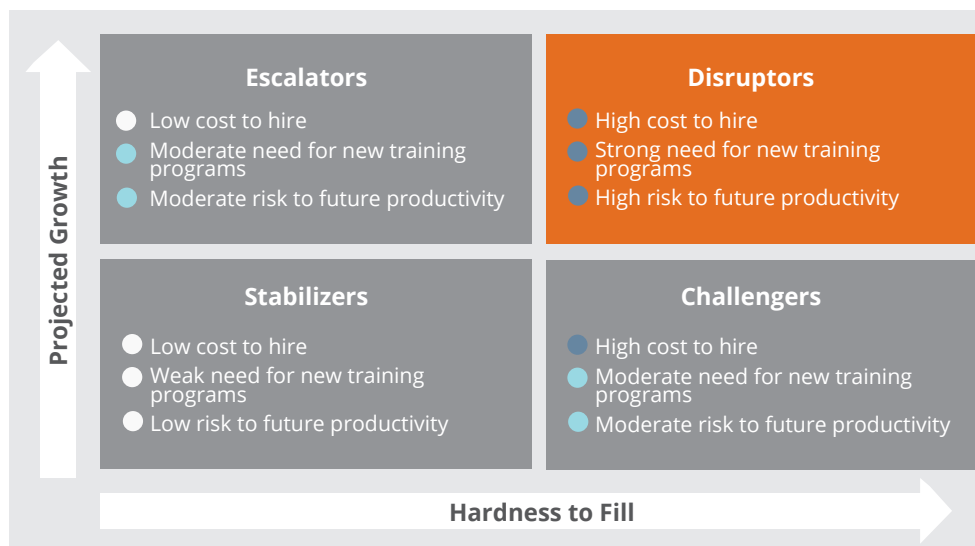 Projected Growth
Escalators
Low cost to hire
Moderate need for new training
programs
Moderate risk to future productivity
Disruptors
High cost to hire
Strong need for new training
programs
High risk to future productivity
Stabilizers
Low cost to hire
Weak need for new training
programs
Low risk to future productivity
Challengers
High cost to hire
Moderate need for new training
programs
Moderate risk to future productivity
Hardness to Fill